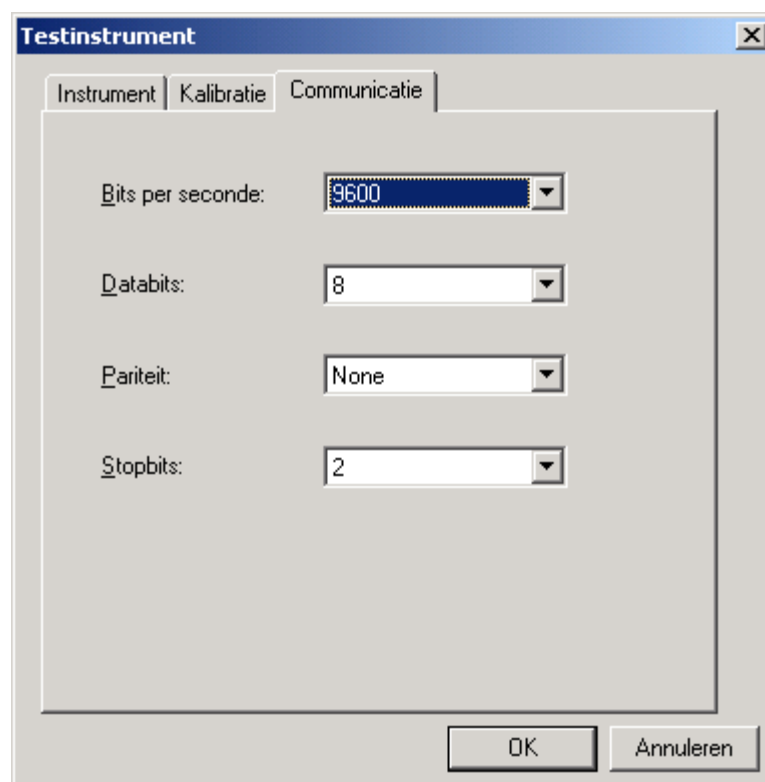 Testinstrument
Instrument Kalibratie Communicatie
Bits per seconde: 9600
Databits: 8
Pariteit: None
Stopbits: 2
OK Annuleren